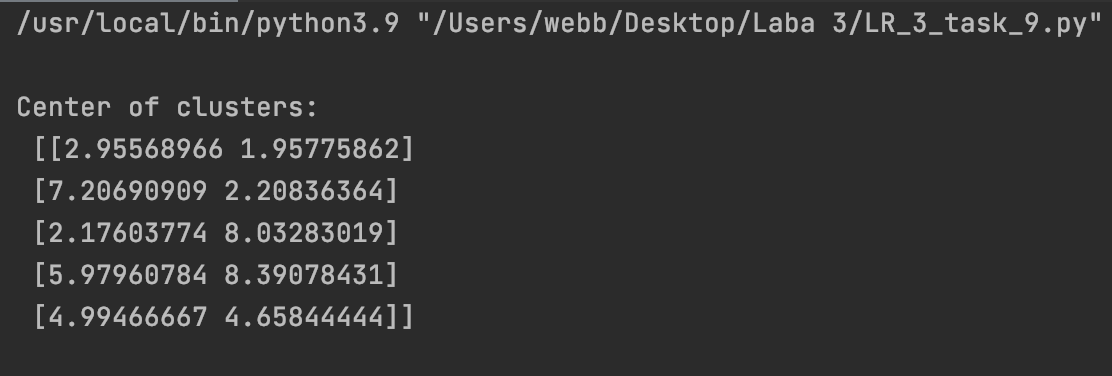 /usr/local/bin/python3.9 "/Users/webb/Desktop/Laba 3/LR_3_task_9.py"
Center of clusters:
[[2.95568966 1.95775862]
[7.20690909 2.20836364]
[2.17603774 8.03283019]
[5.97960784 8.39078431]
[4.99466667 4.65844444]]